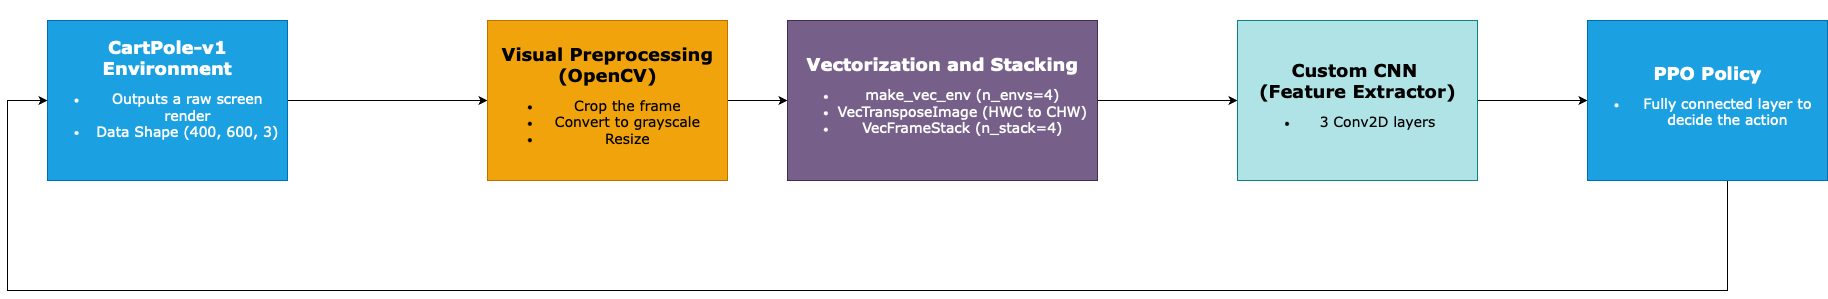 CartPole-v1
Environment
• Outputs a raw screen
render
• Data Shape (400, 600, 3)
Visual Preprocessing
(OpenCV)
• Crop the frame
• Convert to grayscale
• Resize
Vectorization and Stacking
• make_vec_env (n_envs=4)
• VecTransposeImage (HWC to CHW)
• VecFrameStack (n_stack=4)
Custom CNN
(Feature Extractor)
• 3 Conv2D layers
PPO Policy
• Fully connected layer to
decide the action